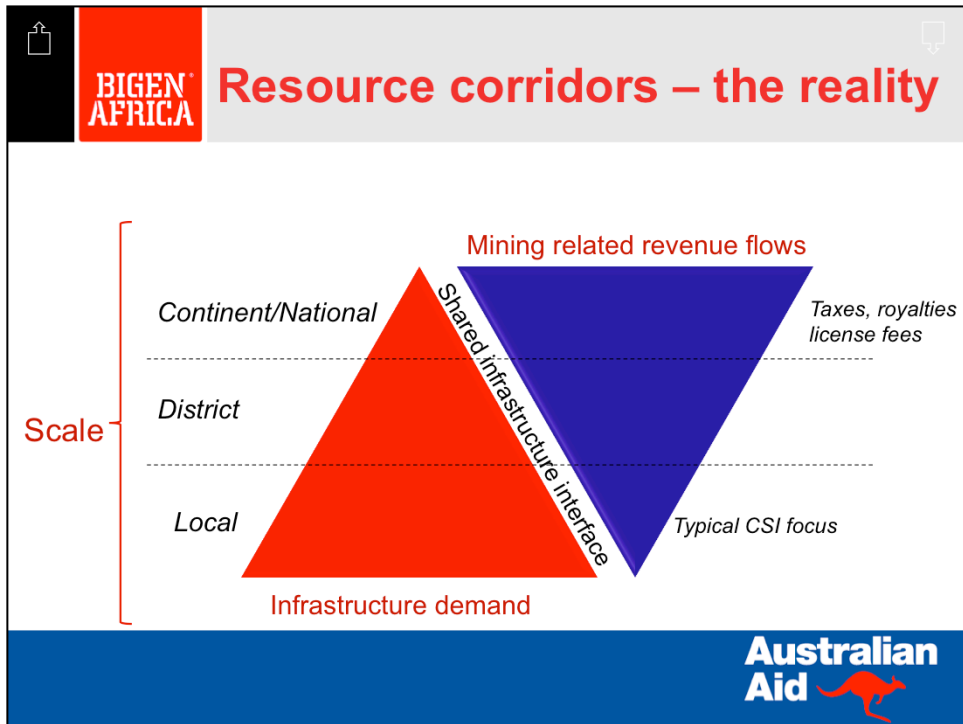 BIGEN
AFRICA
Resource corridors – the reality
Mining related revenue flows
Continent/National
Taxes, royalties
license fees
Shared infrastructure interface
District
Scale
Local
Typical CSI focus
Infrastructure demand
Australian
Aid